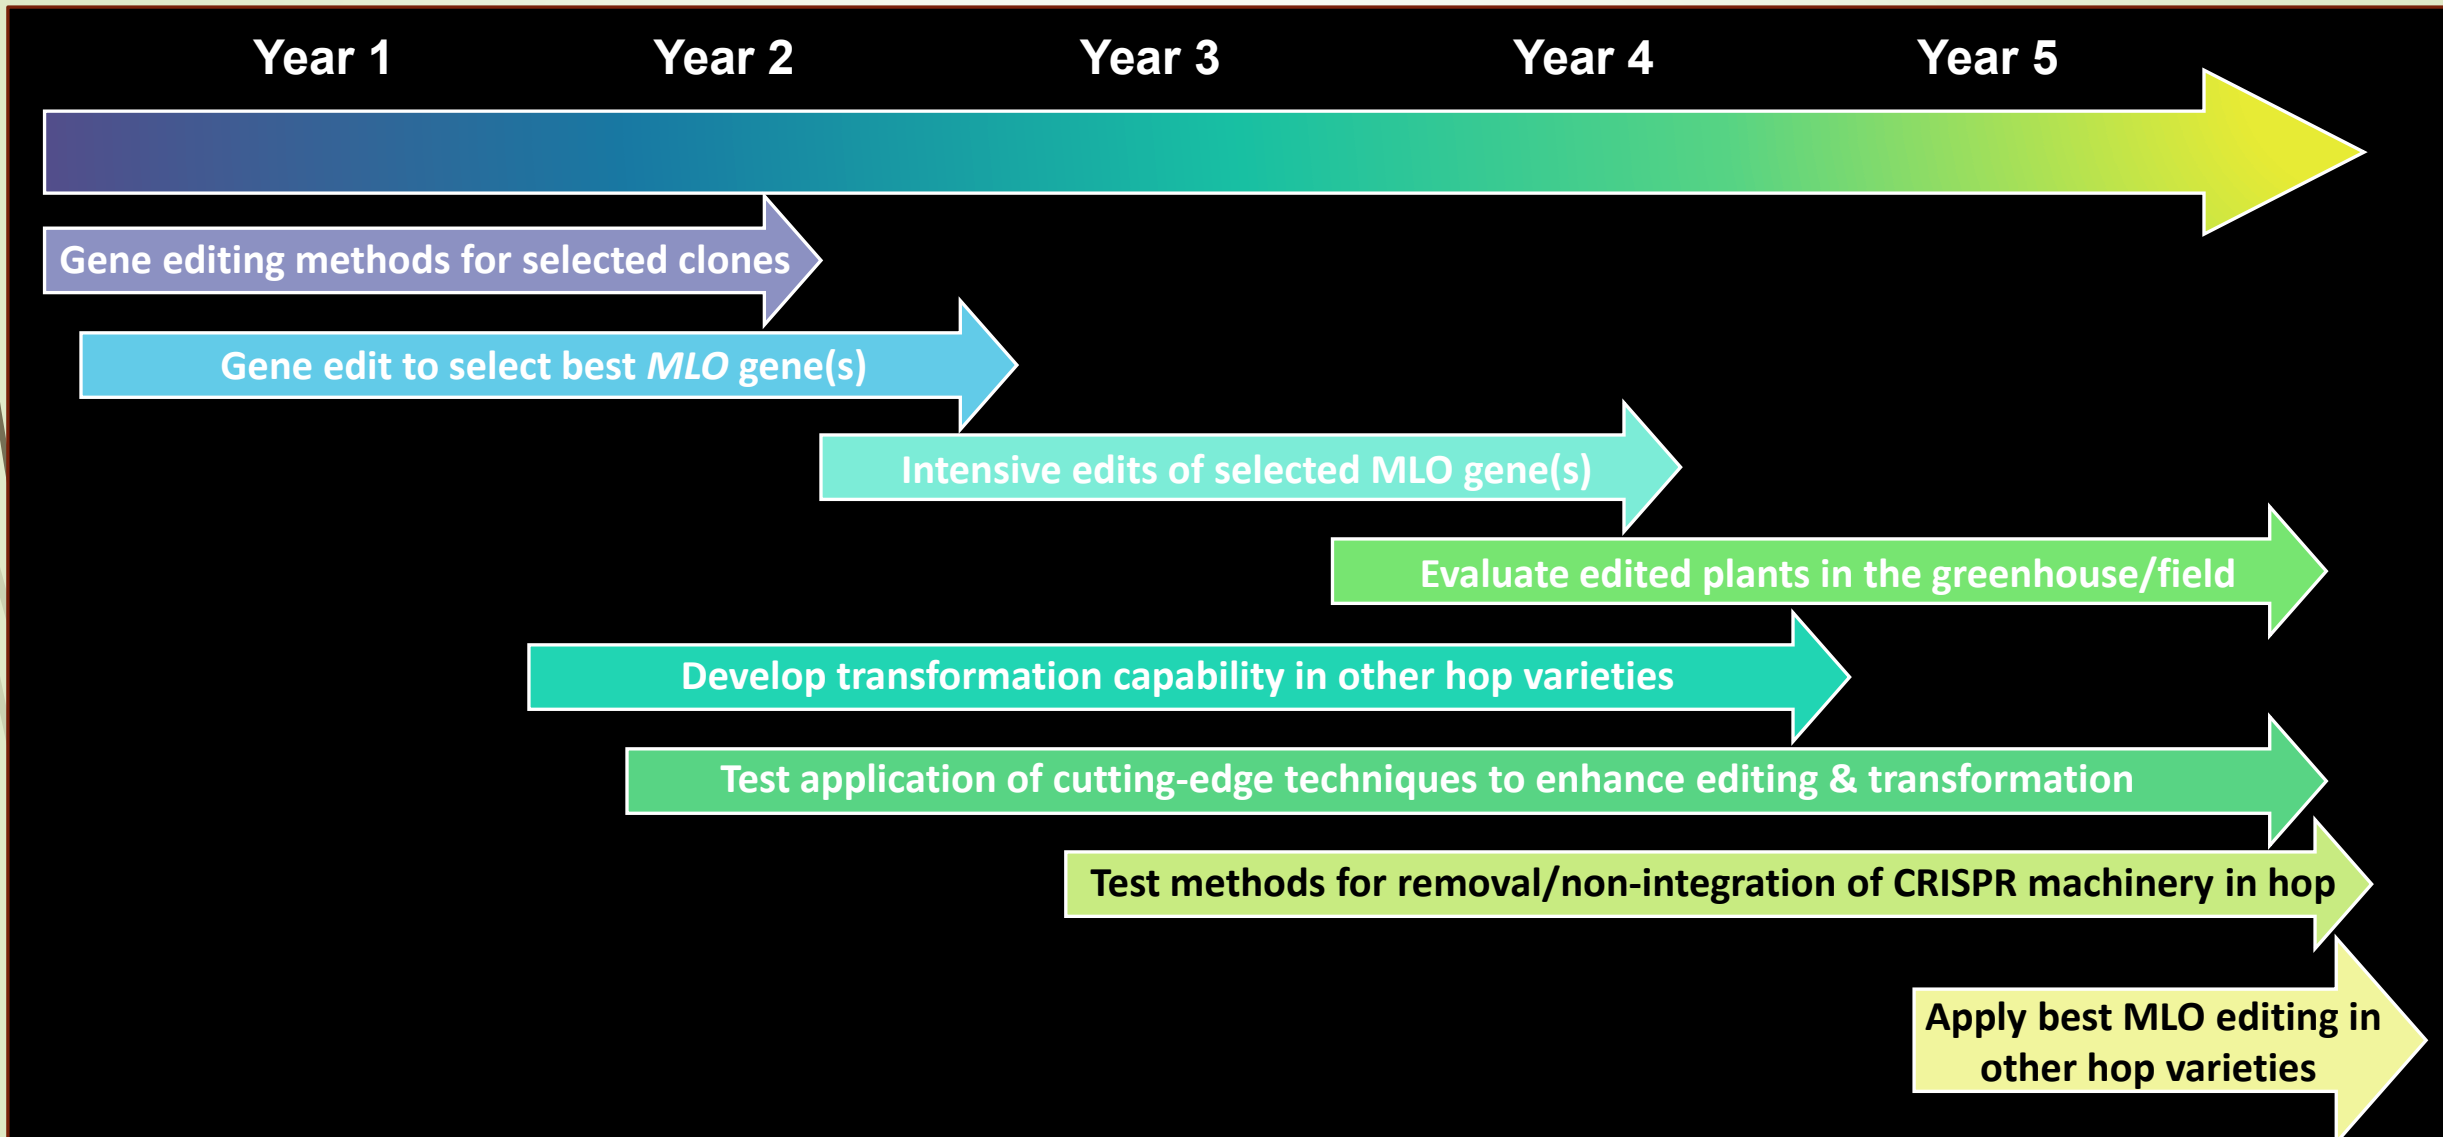 Year 1 Year 2 Year 3 Year 4 Year 5
Gene editing methods for selected clones
Gene edit to select best MLO gene(s)
Intensive edits of selected MLO gene(s)
Evaluate edited plants in the greenhouse/field
Develop transformation capability in other hop varieties
Test application of cutting-edge techniques to enhance editing & transformation
Test methods for removal/non-integration of CRISPR machinery in hop
Apply best MLO editing in
other hop varieties